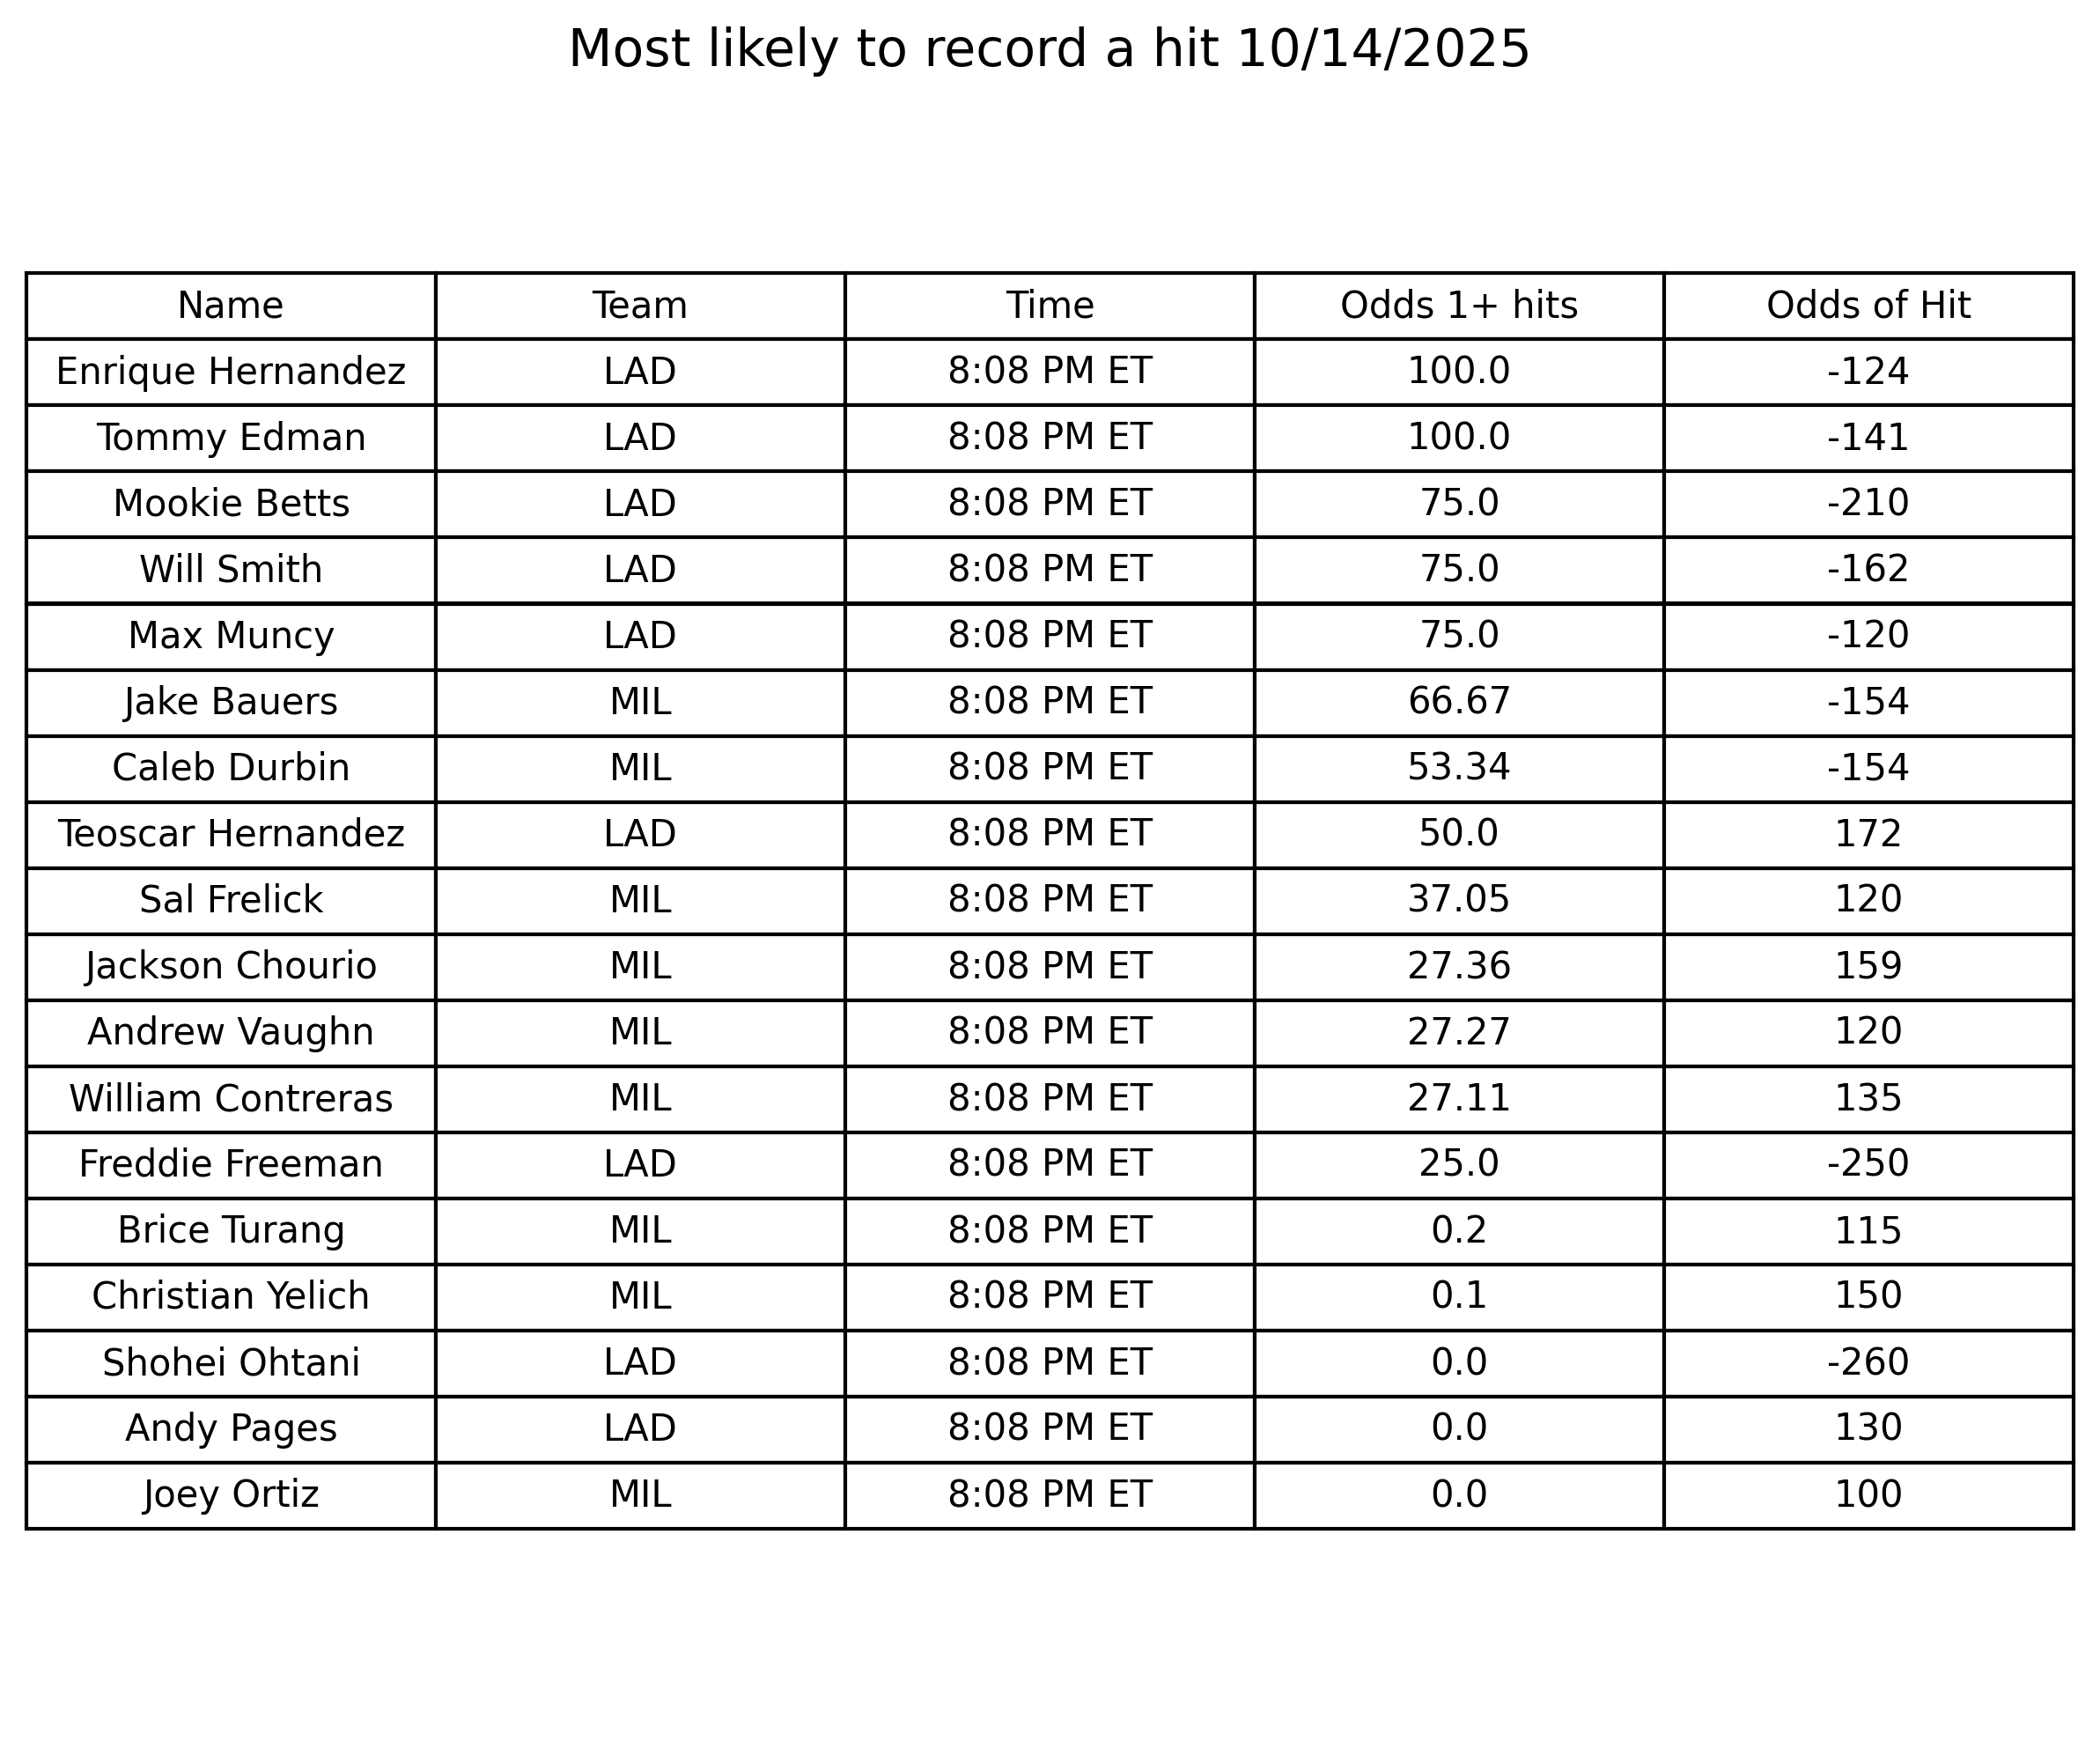 Most likely to record a hit 10/14/2025
Name Team Time Odds 1+ hits Odds of Hit
Enrique Hernandez LAD 8:08 PM ET 100.0 -124
Tommy Edman LAD 8:08 PM ET 100.0 -141
Mookie Betts LAD 8:08 PM ET 75.0 -210
Will Smith LAD 8:08 PM ET 75.0 -162
Max Muncy LAD 8:08 PM ET 75.0 -120
Jake Bauers MIL 8:08 PM ET 66.67 -154
Caleb Durbin MIL 8:08 PM ET 53.34 -154
Teoscar Hernandez LAD 8:08 PM ET 50.0 172
Sal Frelick MIL 8:08 PM ET 37.05 120
Jackson Chourio MIL 8:08 PM ET 27.36 159
Andrew Vaughn MIL 8:08 PM ET 27.27 120
William Contreras MIL 8:08 PM ET 27.11 135
Freddie Freeman LAD 8:08 PM ET 25.0 -250
Brice Turang MIL 8:08 PM ET 0.2 115
Christian Yelich MIL 8:08 PM ET 0.1 150
Shohei Ohtani LAD 8:08 PM ET 0.0 -260
Andy Pages LAD 8:08 PM ET 0.0 130
Joey Ortiz MIL 8:08 PM ET 0.0 100